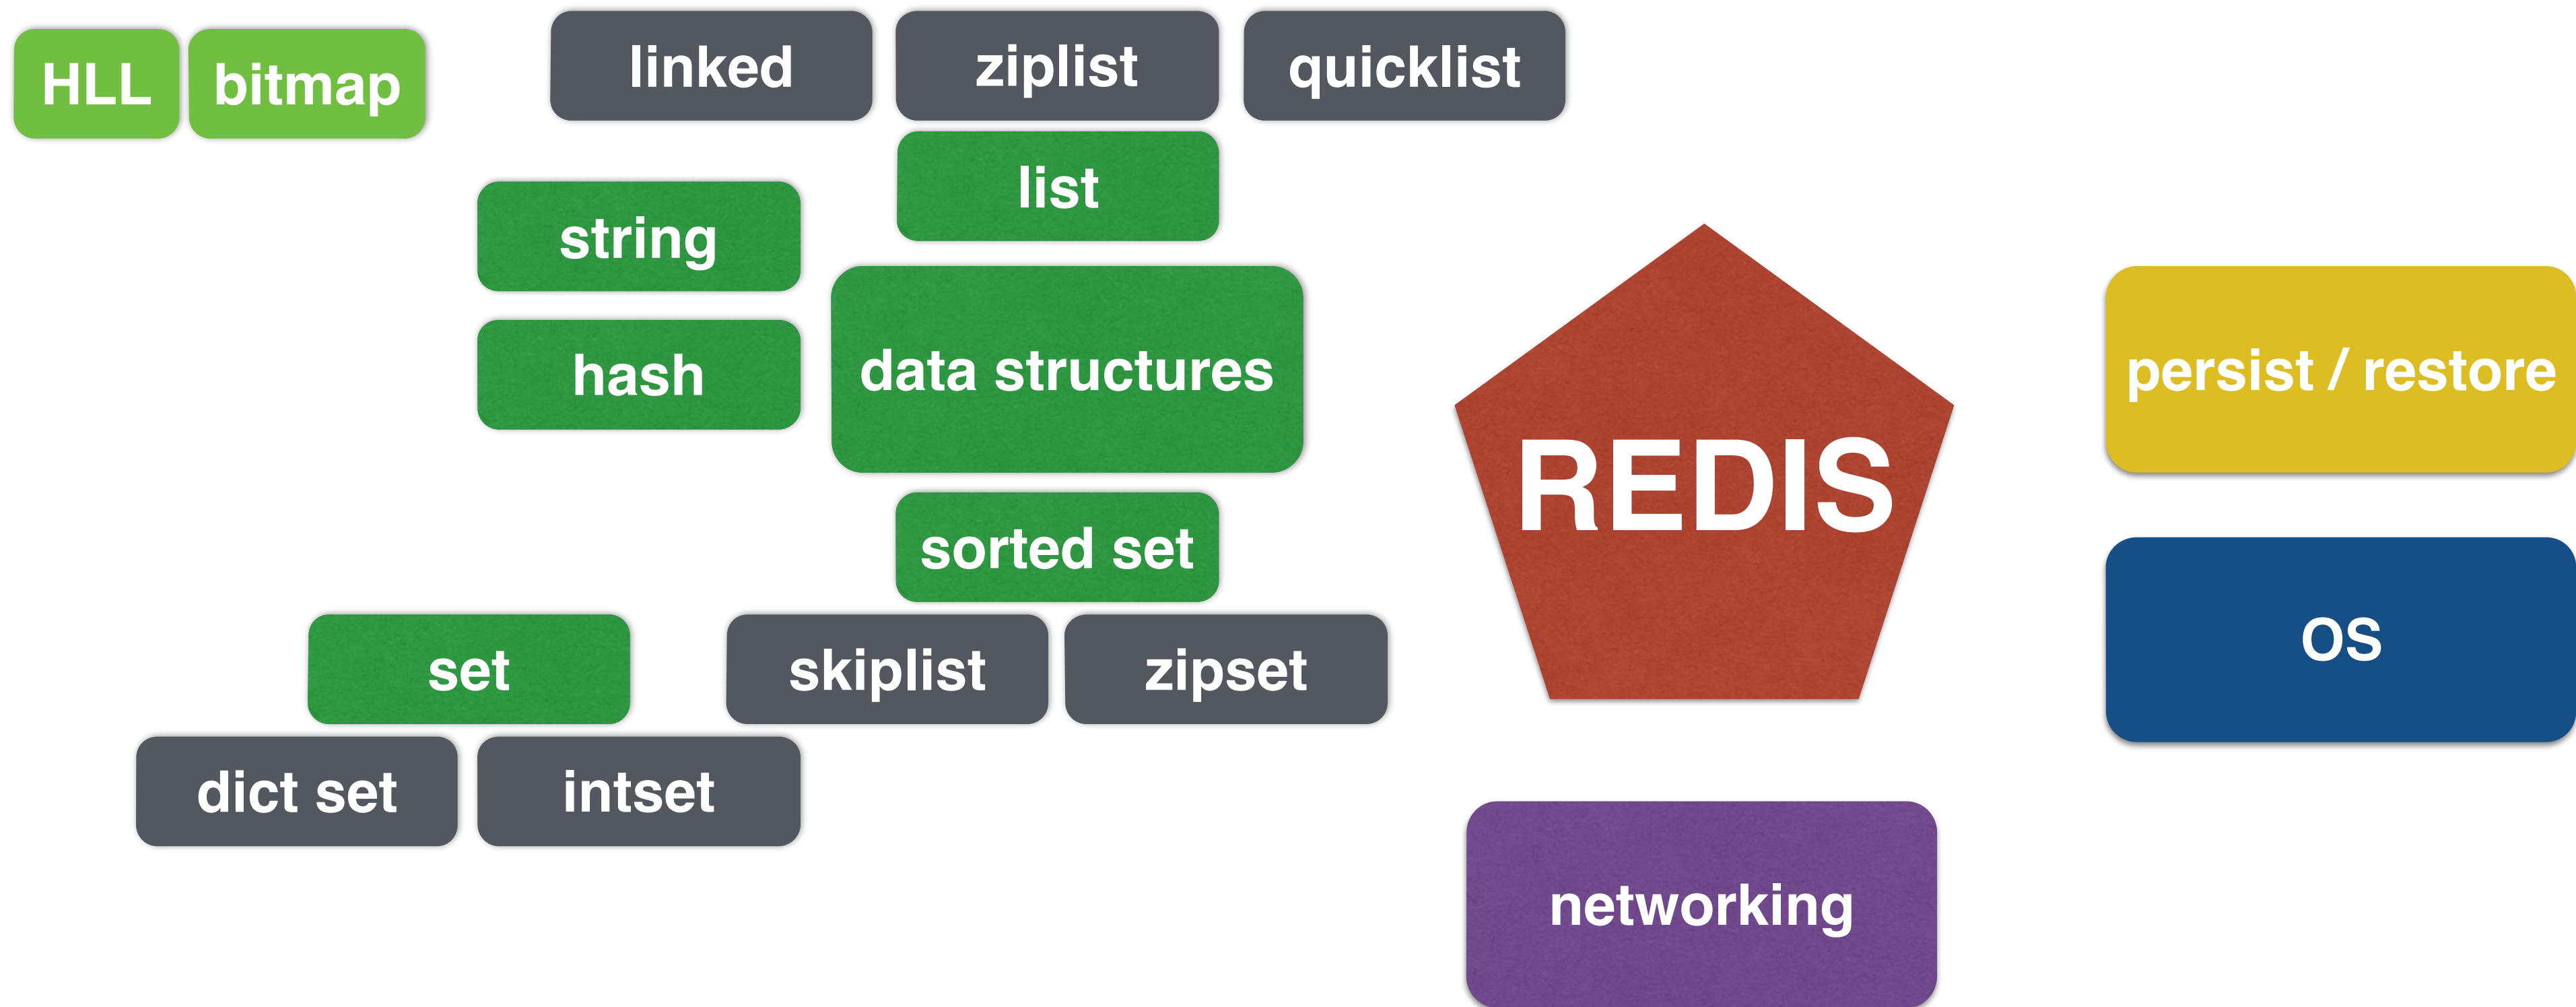 HLL
bitmap
linked
ziplist
quicklist
list
string
hash
data structures
REDIS
persist / restore
sorted set
OS
set
skiplist
zipset
dict set
intset
networking